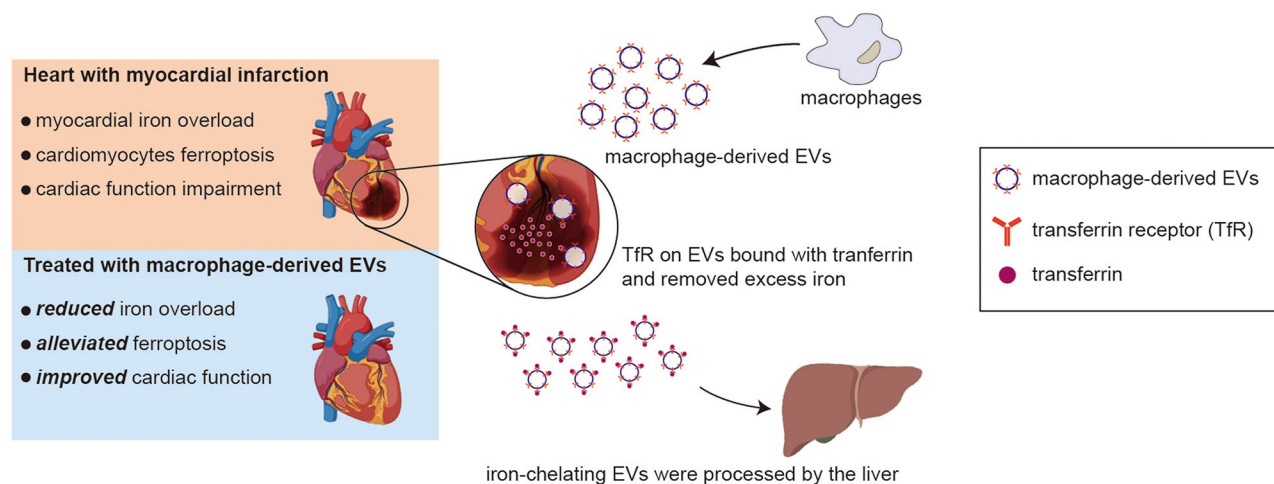 Heart with myocardial infarction
● myocardial iron overload
● cardiomyocytes ferroptosis
● cardiac function impairment
Treated with macrophage-derived EVs
● reduced iron overload
● alleviated ferroptosis
● improved cardiac function
macrophages
macrophage-derived EVs
TfR on EVs bound with tranferrin
and removed excess iron
iron-chelating EVs were processed by the liver
macrophage-derived EVs
transferrin receptor (TfR)
transferrin